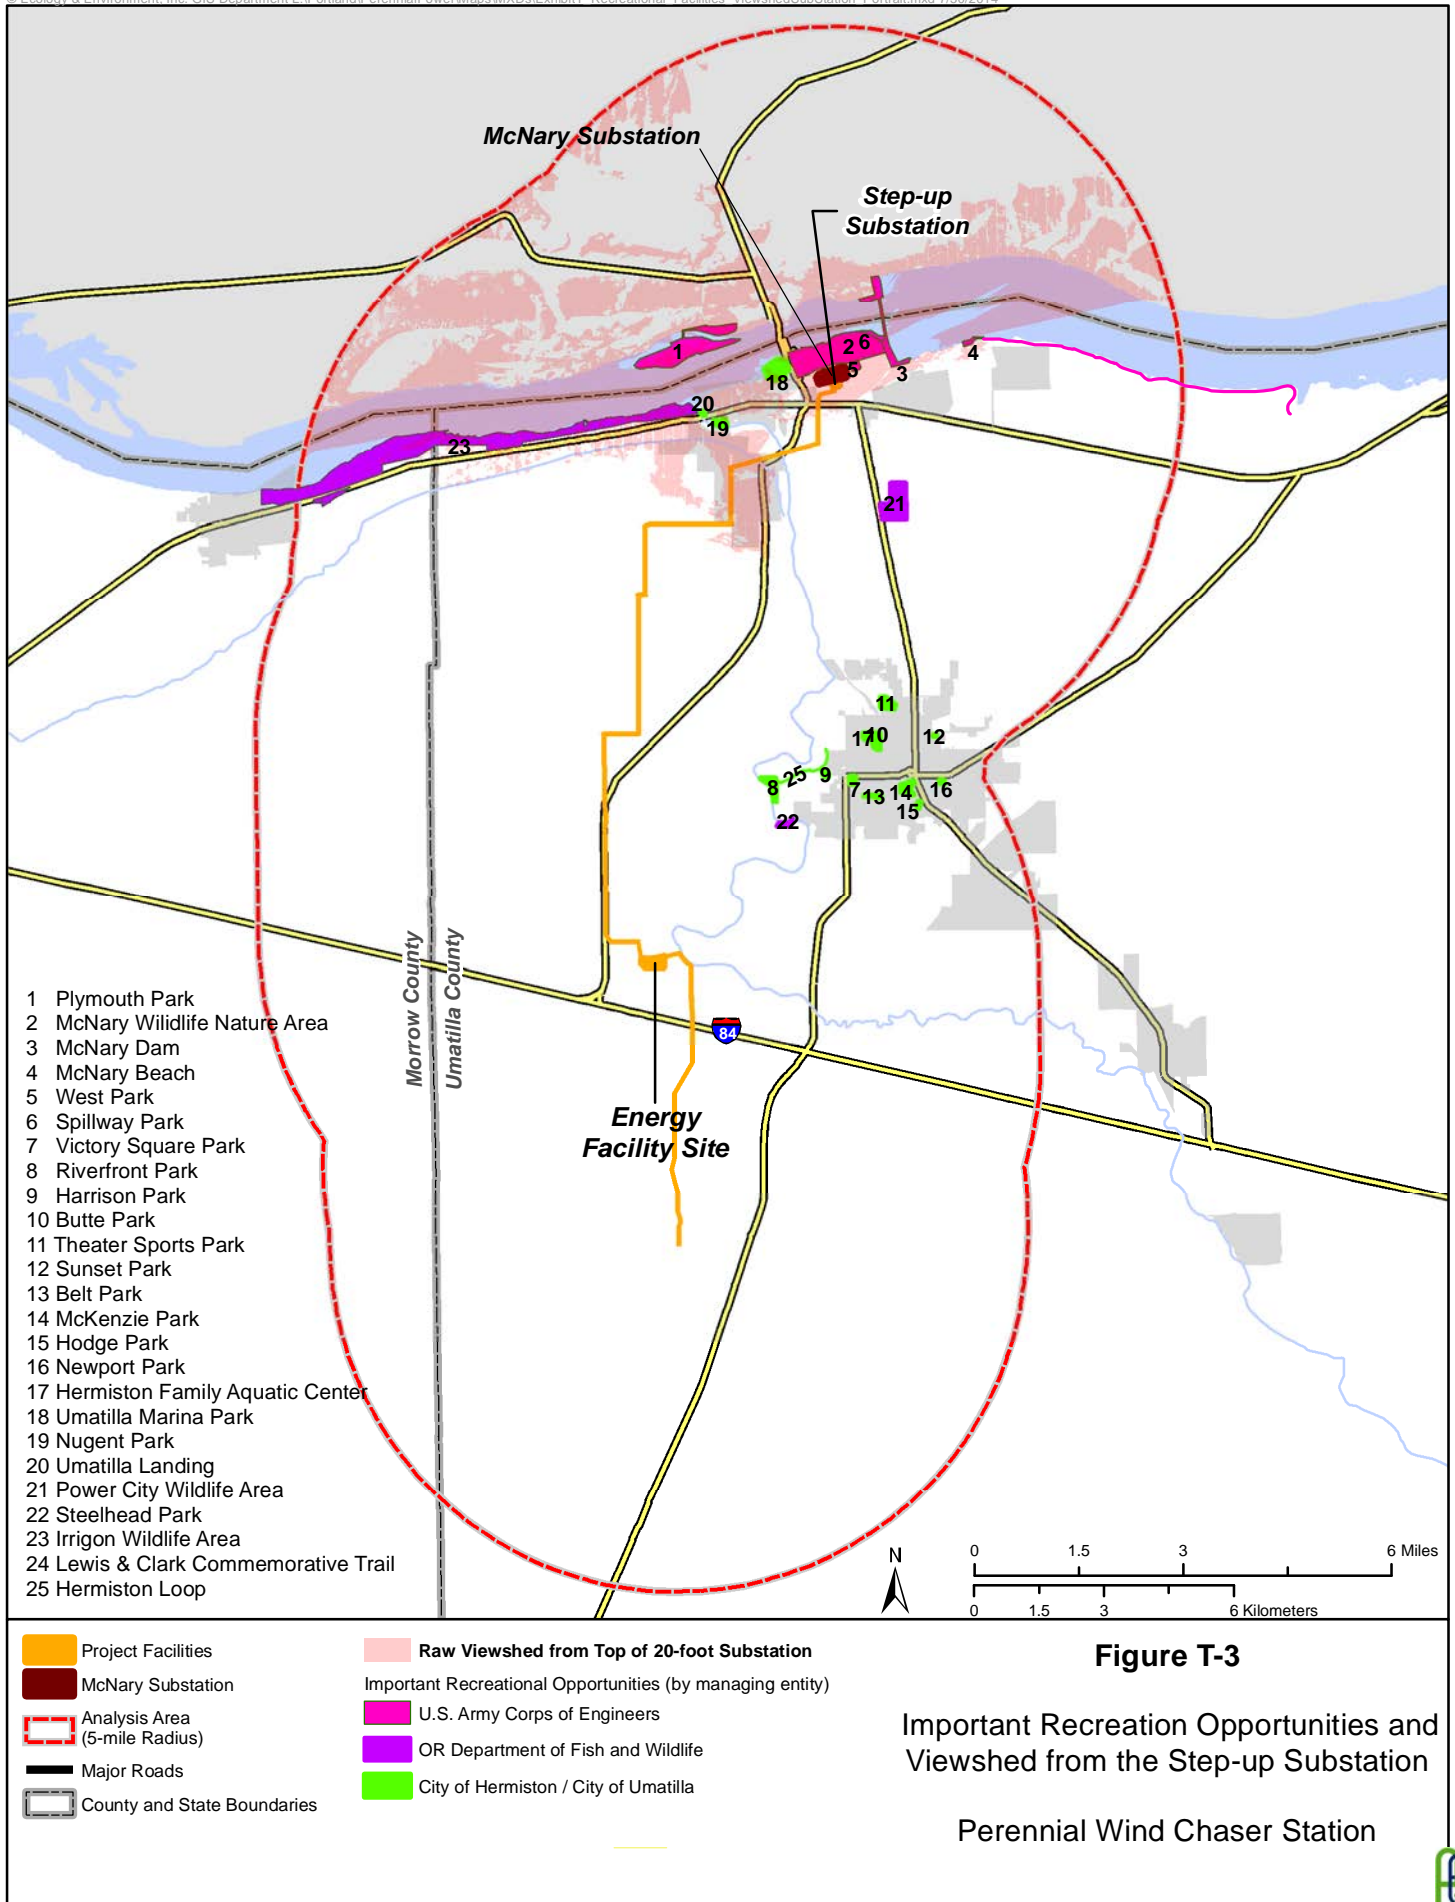 © Ecology & Environment, Inc. GIS Department
McNary Substation
Step-up
Substation
1
2
6
5
3
4
18
20
19
23
21
11
17
10
12
25
9
8
7
13
14
16
15
22
Morrow County
Umatilla County
84
Energy
Facility Site
1 Plymouth Park
2 McNary Wilidlife Nature Area
3 McNary Dam
4 McNary Beach
5 West Park
6 Spillway Park
7 Victory Square Park
8 Riverfront Park
9 Harrison Park
10 Butte Park
11 Theater Sports Park
12 Sunset Park
13 Belt Park
14 McKenzie Park
15 Hodge Park
16 Newport Park
17 Hermiston Family Aquatic Center
18 Umatilla Marina Park
19 Nugent Park
20 Umatilla Landing
21 Power City Wildlife Area
22 Steelhead Park
23 Irrigon Wildlife Area
24 Lewis & Clark Commemorative Trail
25 Hermiston Loop
N
0 1.5 3 6 Miles
0 1.5 3 6 Kilometers
Project Facilities
McNary Substation
Analysis Area
(5-mile Radius)
Major Roads
County and State Boundaries
Raw Viewshed from Top of 20-foot Substation
Important Recreational Opportunities (by managing entity)
U.S. Army Corps of Engineers
OR Department of Fish and Wildlife
City of Hermiston / City of Umatilla
Figure T-3
Important Recreation Opportunities and
Viewshed from the Step-up Substation
Perennial Wind Chaser Station